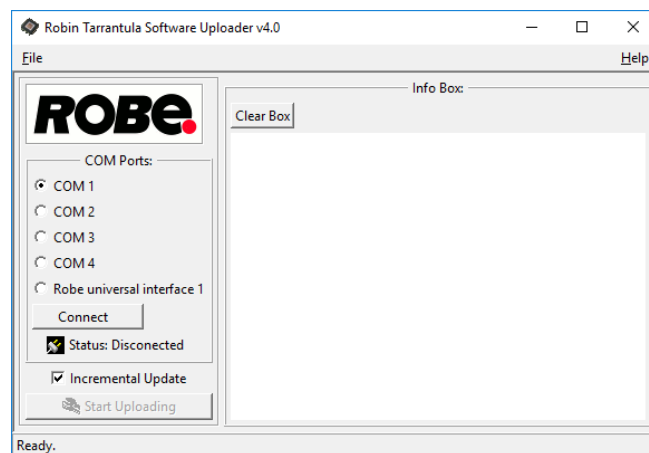 Robin Tarrantula Software Uploader v4.0
File
Help
ROBE
COM Ports:
COM 1
COM 2
COM 3
COM 4
Robe universal interface 1
Connect
Status: Disconected
Incremental Update
Start Uploading
Info Box:
Clear Box
Ready.